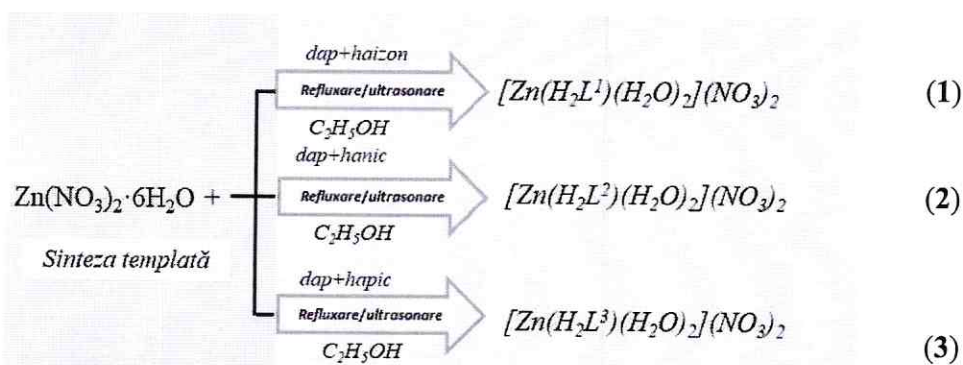 dap+haizon
Refluxare/ultrasonare
[Zn(H₂L¹)(H₂O)₂](NO₃)₂
(1)
C₂H₅OH
dap+hanic
Zn(NO₃)₂·6H₂O +
Refluxare/ultrasonare
[Zn(H₂L²)(H₂O)₂](NO₃)₂
(2)
C₂H₅OH
Sinteza templată
dap+hapic
Refluxare/ultrasonare
[Zn(H₂L³)(H₂O)₂](NO₃)₂
C₂H₅OH
(3)